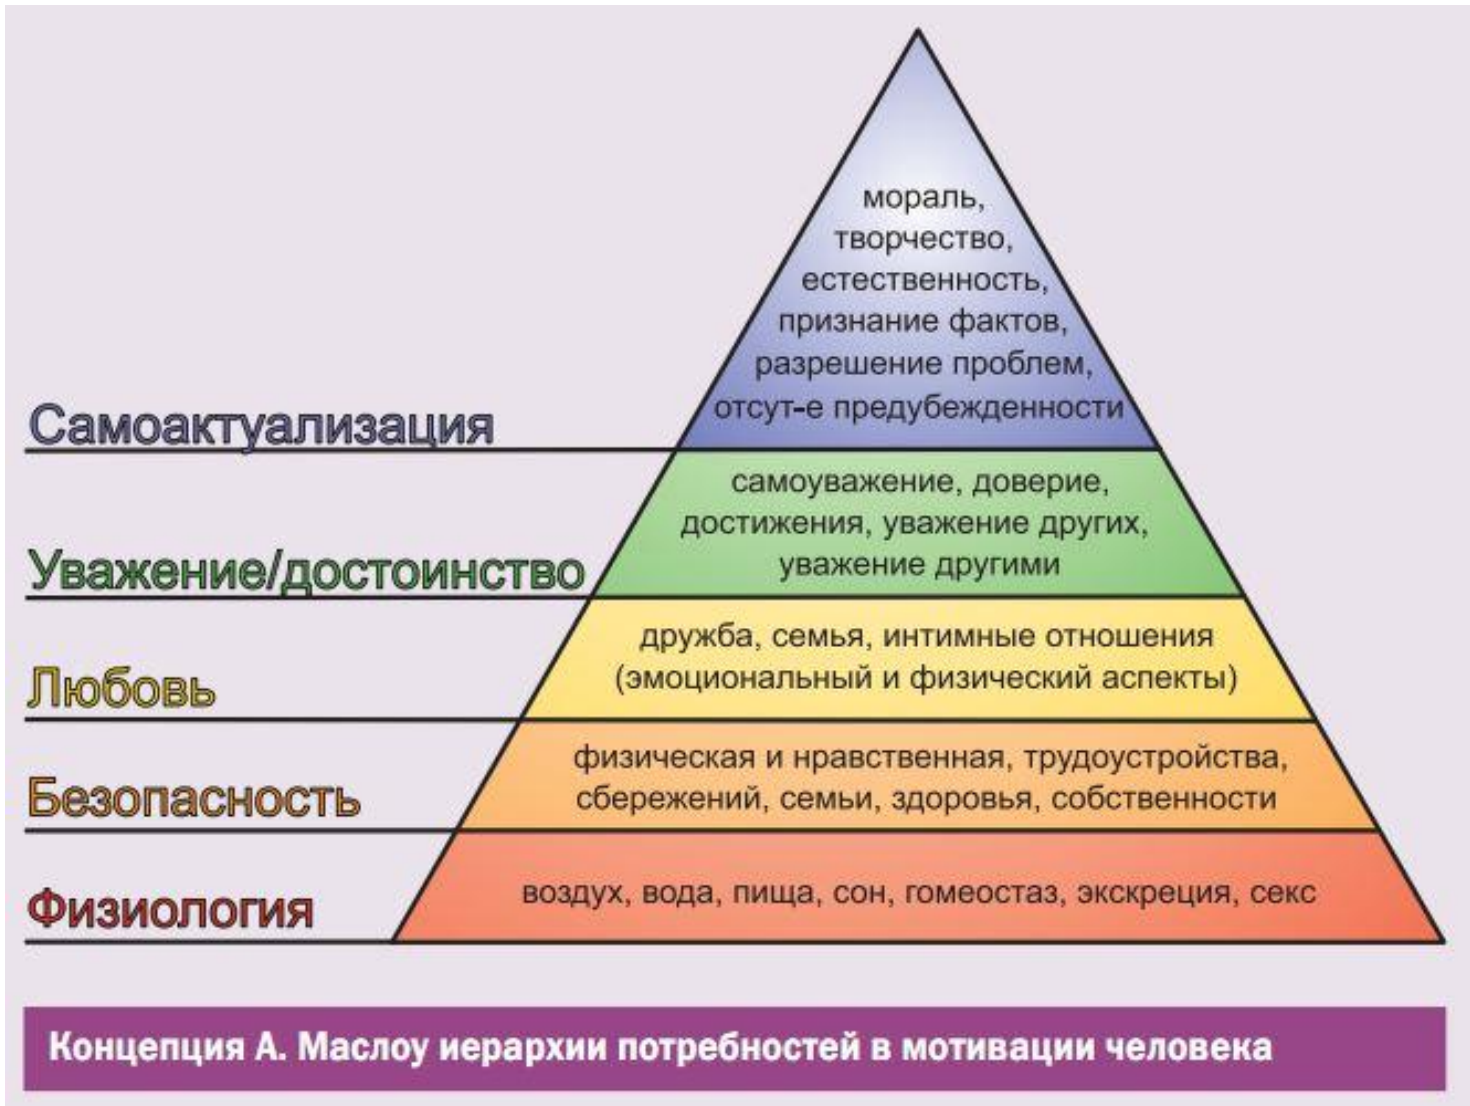 мораль,
творчество,
естественность,
признание фактов,
разрешение проблем,
отсут-е предубежденности
Самоактуализация
самоуважение, доверие,
достижения, уважение других,
уважение другими
Уважение/достоинство
дружба, семья, интимные отношения
(эмоциональный и физический аспекты)
Любовь
физическая и нравственная, трудоустройства,
сбережений, семьи, здоровья, собственности
Безопасность
воздух, вода, пища, сон, гомеостаз, экскреция, секс
Физиология
Концепция А. Маслоу иерархии потребностей в мотивации человека